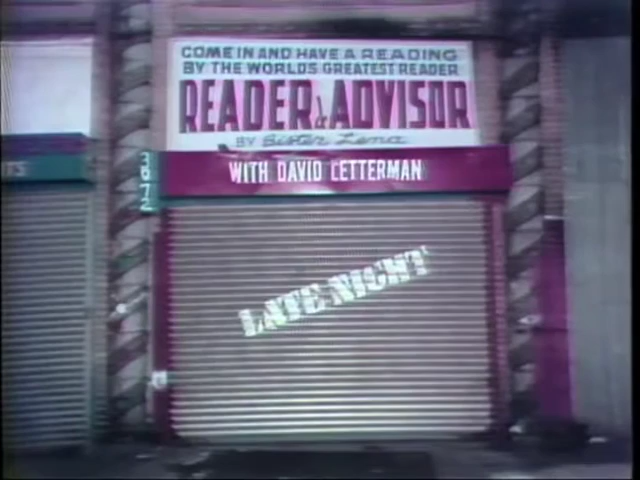 COME IN AND HAVE A READING
BY THE WORLDS GREATEST READER
READER & ADVISOR
BY Sister Lena
WITH DAVID LETTERMAN
3672
LATE NIGHT